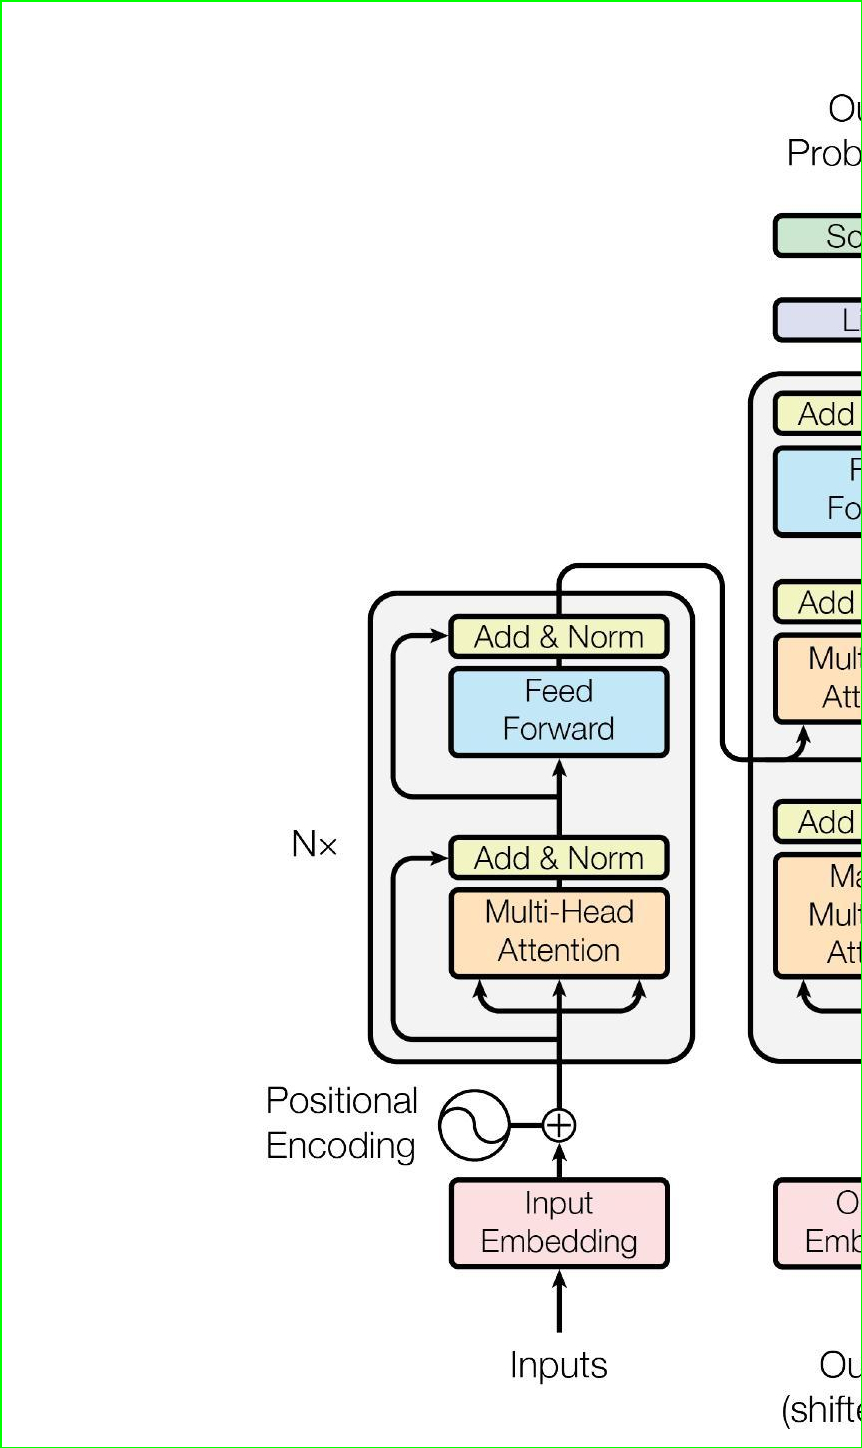 Ou
Prob
So
Li
Add
F
Fo
Add
Mult
Att
Add
Ma
Mult
Att
Add & Norm
Feed
Forward
Nx
Add & Norm
Multi-Head
Attention
Positional
Encoding
Input
Embedding
Inputs
O
Emb
Ou
(shifte